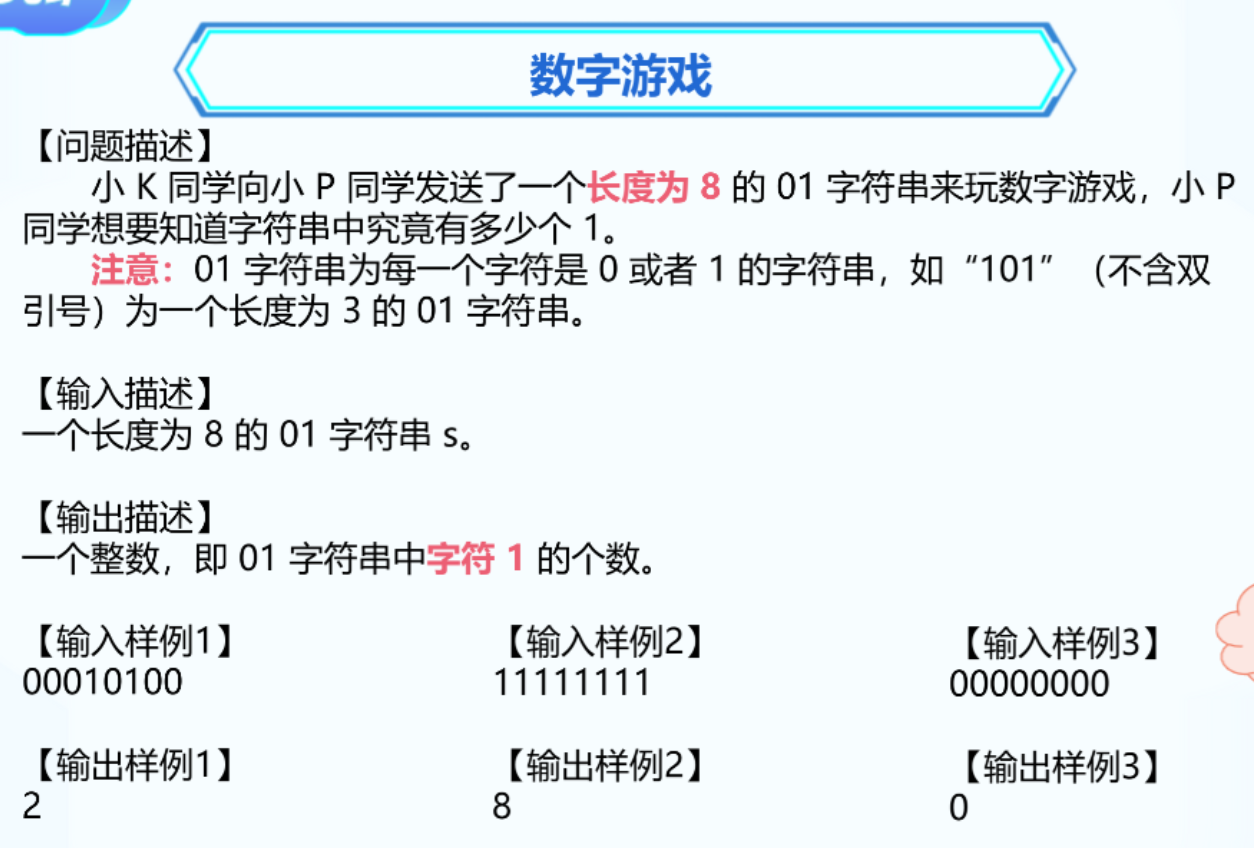 数字游戏
【问题描述】
小 K 同学向小 P 同学发送了一个长度为 8 的 01 字符串来玩数字游戏，小 P
同学想要知道字符串中究竟有多少个 1。
注意：01 字符串为每一个字符是 0 或者 1 的字符串，如“101”（不含双
引号）为一个长度为 3 的 01 字符串。
【输入描述】
一个长度为 8 的 01 字符串 s。
【输出描述】
一个整数，即 01 字符串中字符 1 的个数。
【输入样例1】 【输入样例2】 【输入样例3】
00010100 11111111 00000000
【输出样例1】 【输出样例2】 【输出样例3】
2 8 0